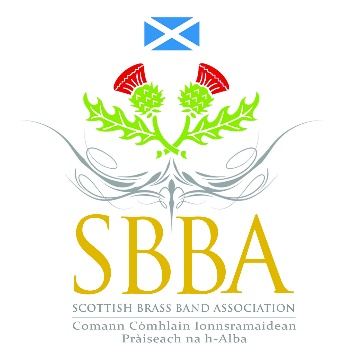 SBBA
SCOTTISH BRASS BAND ASSOCIATION
Comann Còmhlain Ionnsramaidean
Pràiseach na h-Alba